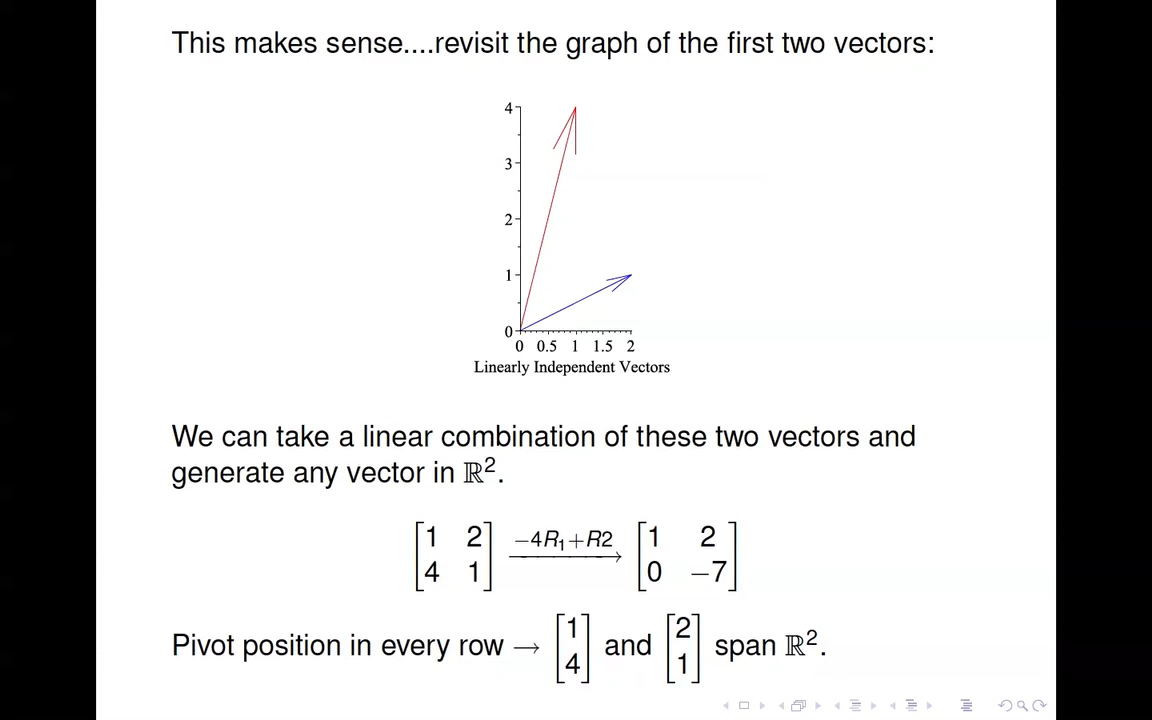 This makes sense....revisit the graph of the first two vectors:
4
3
2
1
0
0 0.5 1 1.5 2
Linearly Independent Vectors
We can take a linear combination of these two vectors and
generate any vector in ℝ².
[1 2] −4R₁+R2 [1 2]
[4 1] → [0 −7]
Pivot position in every row → [1 4] and [2 1] span ℝ².